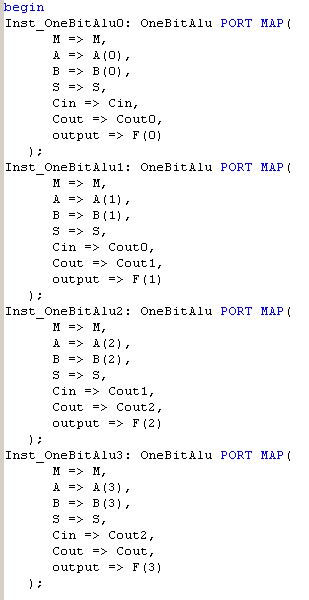 begin
Inst_OneBitAlu0: OneBitAlu PORT MAP(
      M => M,
      A => A(0),
      B => B(0),
      S => S,
      Cin => Cin,
      Cout => Cout0,
      output => F(0)
   );
Inst_OneBitAlu1: OneBitAlu PORT MAP(
      M => M,
      A => A(1),
      B => B(1),
      S => S,
      Cin => Cout0,
      Cout => Cout1,
      output => F(1)
   );
Inst_OneBitAlu2: OneBitAlu PORT MAP(
      M => M,
      A => A(2),
      B => B(2),
      S => S,
      Cin => Cout1,
      Cout => Cout2,
      output => F(2)
   );
Inst_OneBitAlu3: OneBitAlu PORT MAP(
      M => M,
      A => A(3),
      B => B(3),
      S => S,
      Cin => Cout2,
      Cout => Cout,
      output => F(3)
   );